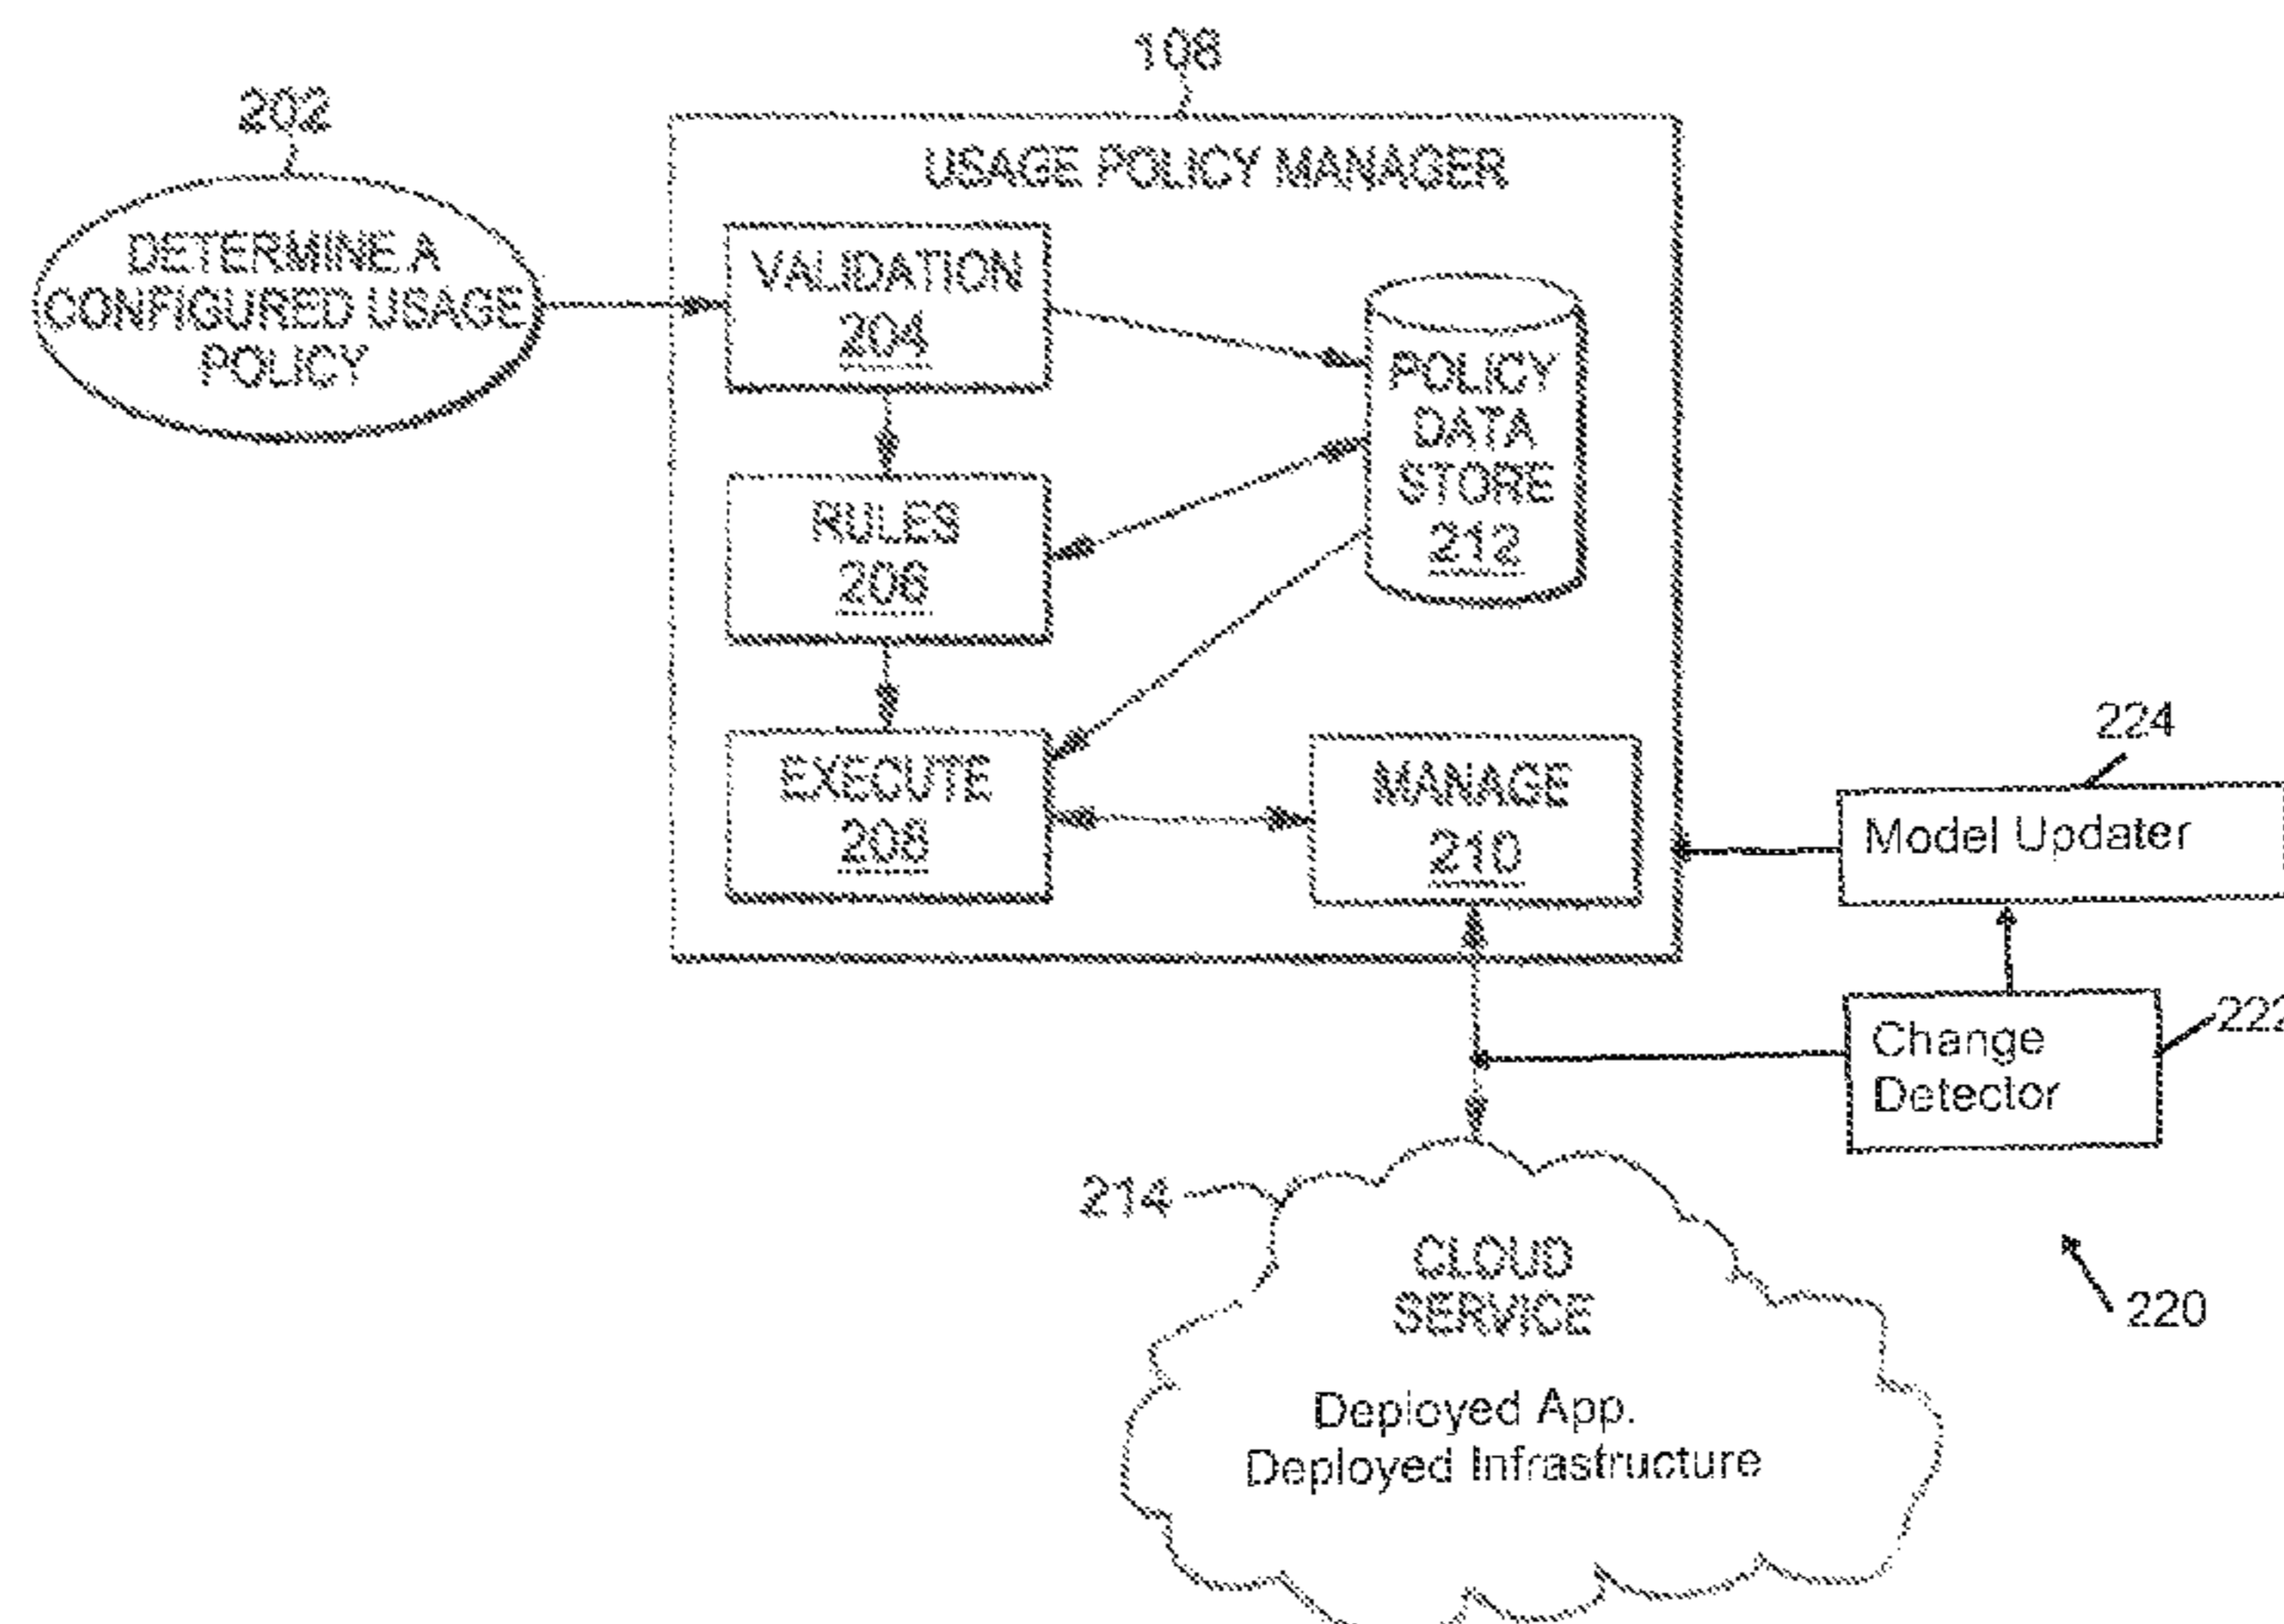 108
202
USAGE POLICY MANAGER
DETERMINE A
CONFIGURED USAGE
POLICY
VALIDATION
204
POLICY
DATA
STORE
212
RULES
206
EXECUTE
208
MANAGE
210
224
Model Updater
Change
Detector
222
214
CLOUD
SERVICE
Deployed App.
Deployed Infrastructure
220